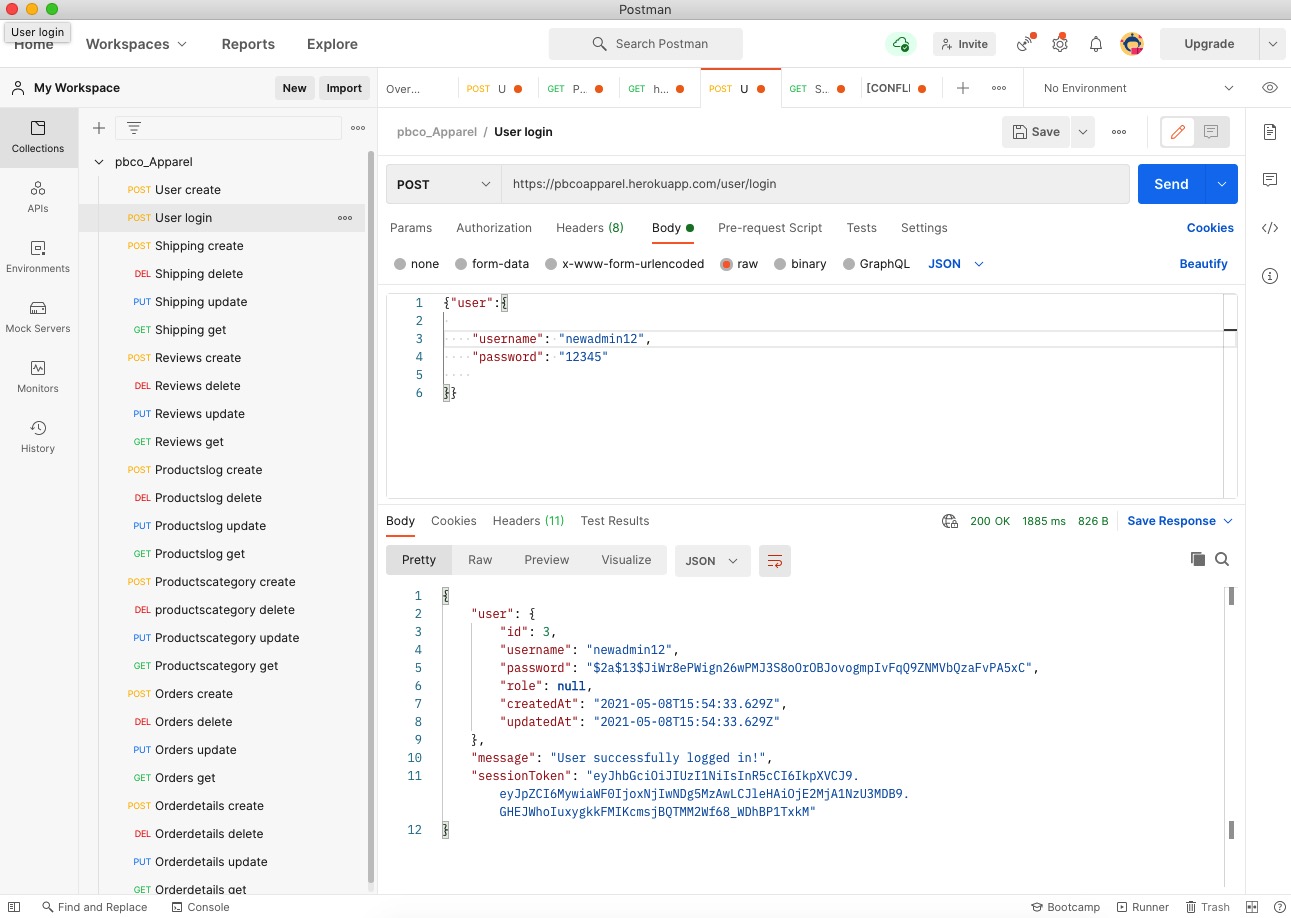 Postman
User login
Home
Workspaces
Reports
Explore
Search Postman
Invite
Upgrade
My Workspace
New
Import
Over...
POST U
GET P...
GET h...
POST U
GET S...
[CONFLI
No Environment
Collections
APIs
Environments
Mock Servers
Monitors
History
pbco_Apparel
POST User create
POST User login
POST Shipping create
DEL Shipping delete
PUT Shipping update
GET Shipping get
POST Reviews create
DEL Reviews delete
PUT Reviews update
GET Reviews get
POST Productslog create
DEL Productslog delete
PUT Productslog update
GET Productslog get
POST Productscategory create
DEL productscategory delete
PUT Productscategory update
GET Productscategory get
POST Orders create
DEL Orders delete
PUT Orders update
GET Orders get
POST Orderdetails create
DEL Orderdetails delete
PUT Orderdetails update
GET Orderdetails get
pbco_Apparel / User login
Save
POST
https://pbcoapparel.herokuapp.com/user/login
Send
Params
Authorization
Headers (8)
Body
Pre-request Script
Tests
Settings
Cookies
none
form-data
x-www-form-urlencoded
raw
binary
GraphQL
JSON
Beautify
1 {"user":{
2
3 "username": "newadmin12",
4 "password": "12345"
5
6 }}
Body
Cookies
Headers (11)
Test Results
200 OK
1885 ms
826 B
Save Response
Pretty
Raw
Preview
Visualize
JSON
1 {
2 "user": {
3 "id": 3,
4 "username": "newadmin12",
5 "password": "$2a$13$JiWr8ePWign26wPMJ3S8oOrOBJovogmpIvFqQ9ZNMVbQzaFvPA5xC",
6 "role": null,
7 "createdAt": "2021-05-08T15:54:33.629Z",
8 "updatedAt": "2021-05-08T15:54:33.629Z"
9 },
10 "message": "User successfully logged in!",
11 "sessionToken": "eyJhbGciOiJIUzI1NiIsInR5cCI6IkpXVCJ9.
eyJpZCI6MywiaWF0IjoxNjIwNDg5MzAwLCJleHAiOjE2MjA1NzU3MDB9.
GHEJWhoIuxygkkFMIKcmsjBQTMM2Wf68_WDhBP1TxkM"
12 }
Find and Replace
Console
Bootcamp
Runner
Trash